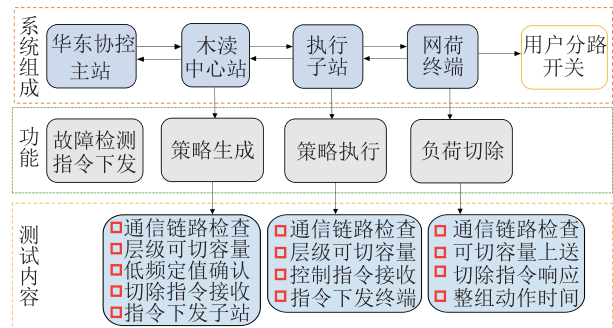 系统组成
华东协控
主站
木渎
中心站
执行
子站
网荷
终端
用户分路
开关
功能
故障检测
指令下发
策略生成
策略执行
负荷切除
测试内容
通信链路检查
层级可切容量
低频定值确认
切除指令接收
指令下发子站
通信链路检查
层级可切容量
控制指令接收
指令下发终端
通信链路检查
可切容量上送
切除指令响应
整组动作时间